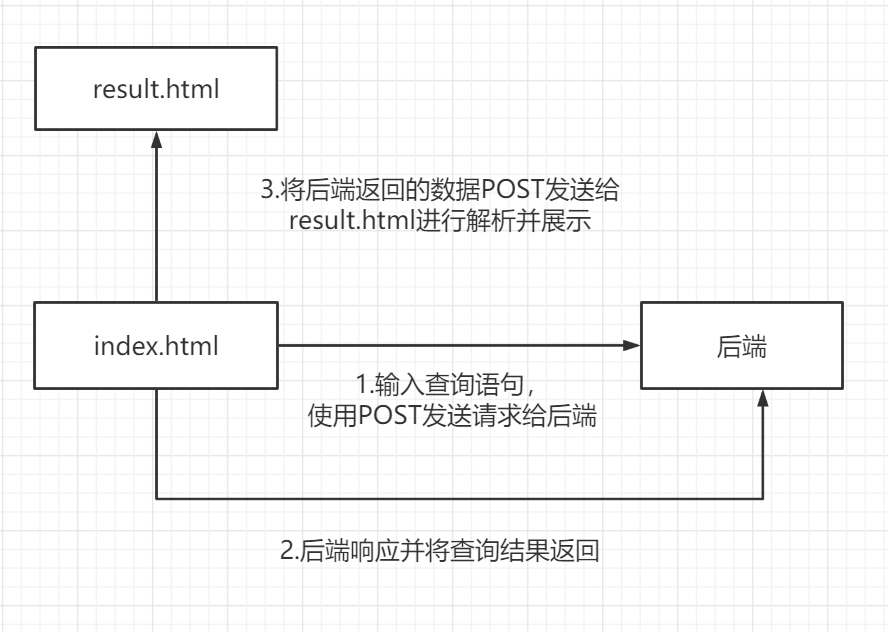 result.html
3.将后端返回的数据POST发送给
result.html进行解析并展示
index.html
后端
1.输入查询语句，
使用POST发送请求给后端
2.后端响应并将查询结果返回